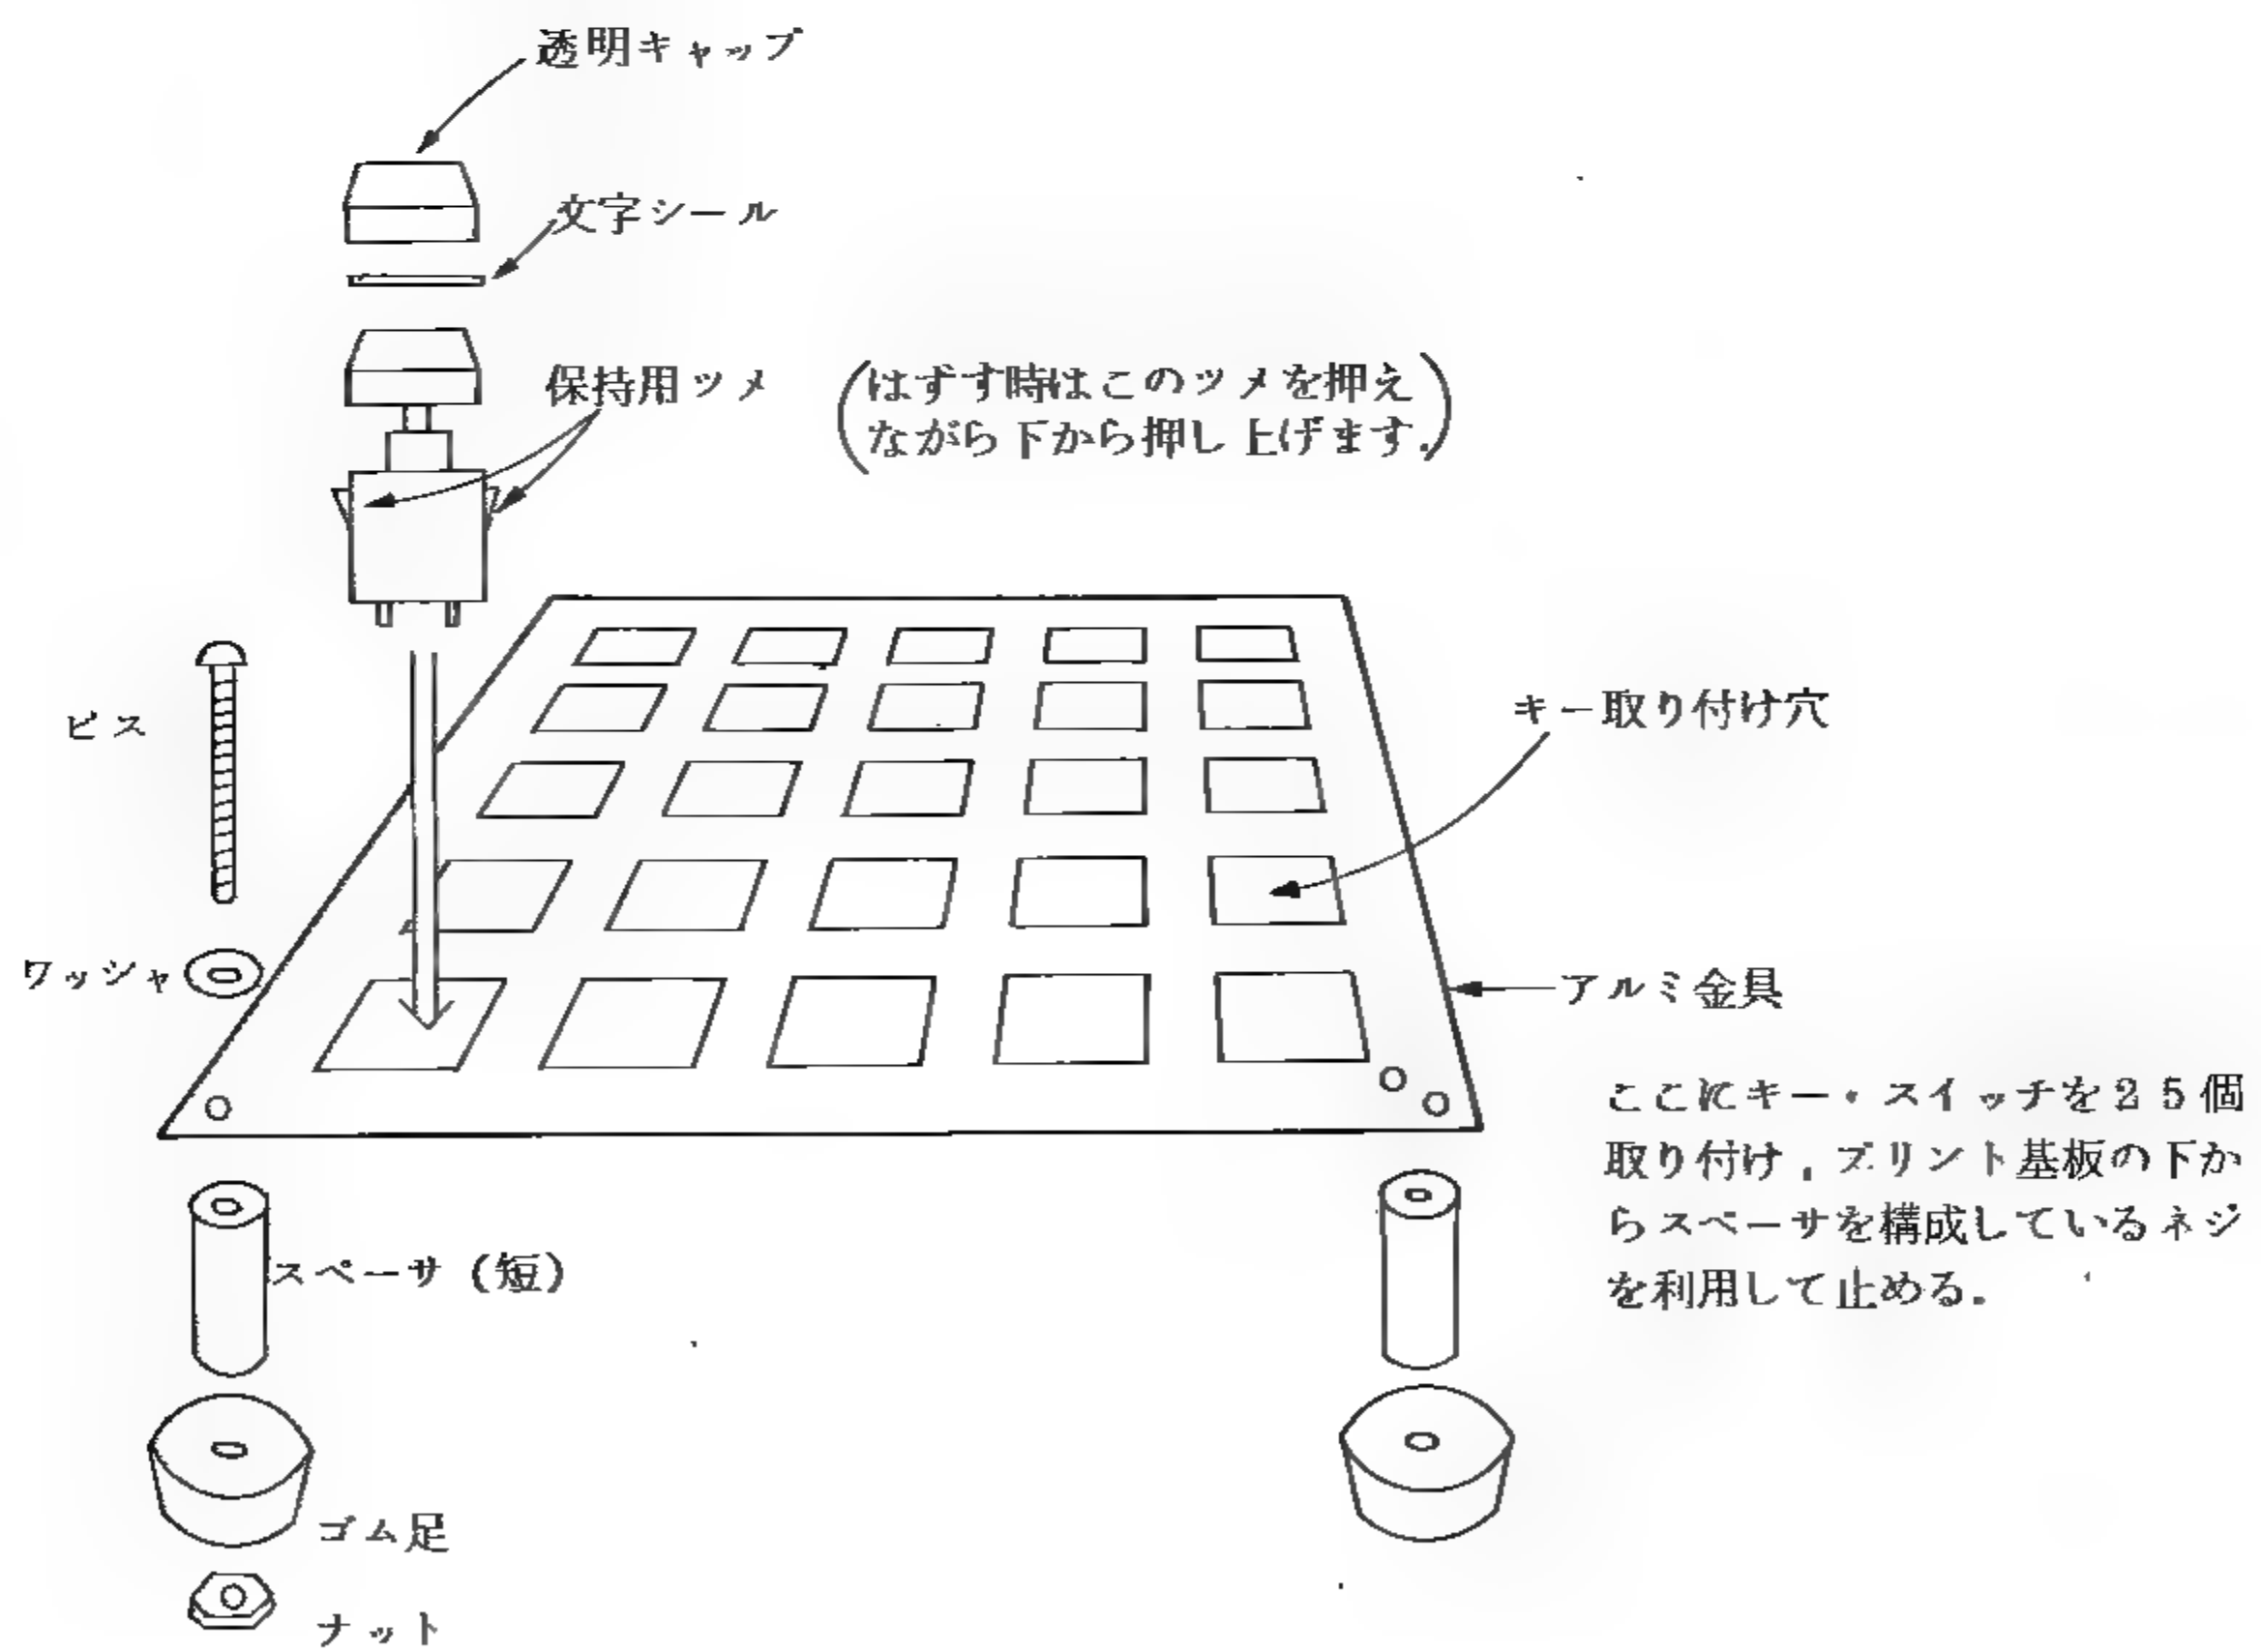 透明キャップ
文字シール
保持用ツメ
(はずす時はこのツメを押え
ながら下から押し上げます.)
ビス
キー取り付け穴
ワッシャ
アルミ金具
ここにキー・スイッチを25個
取り付け,プリント基板の下か
らスペーサを構成しているネジ
を利用して止める.
スペーサ(短)
ゴム足
ナット